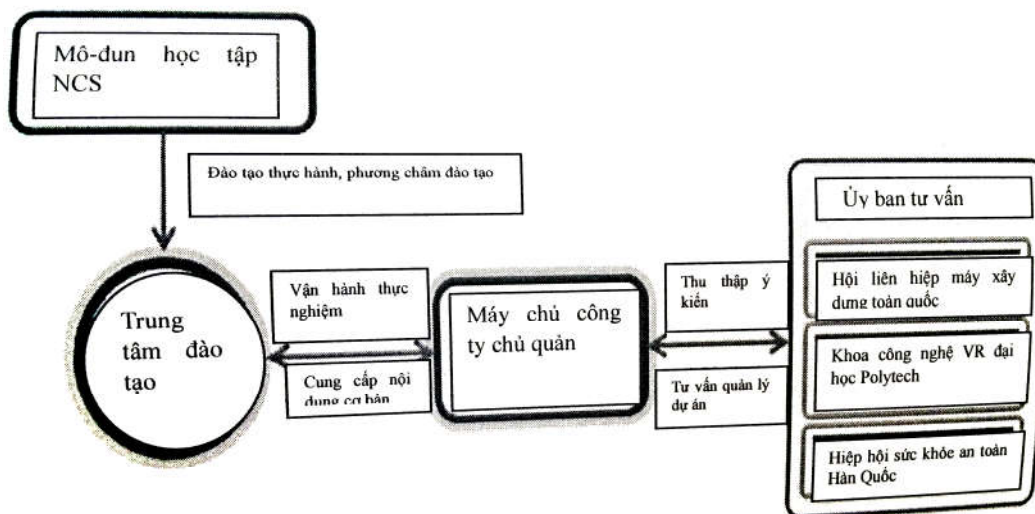 Mô-đun học tập
NCS
Đào tạo thực hành, phương châm đào tạo
Ủy ban tư vấn
Trung
tâm đào
tạo
Vận hành thực
nghiệm
Cung cấp nội
dung cơ bản
Máy chủ công
ty chủ quản
Thu thập ý
kiến
Tư vấn quản lý
dự án
Hội liên hiệp máy xây
dựng toàn quốc
Khoa công nghệ VR đại
học Polytech
Hiệp hội sức khỏe an toàn
Hàn Quốc